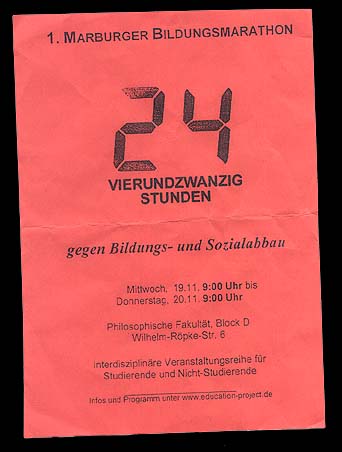 1. MARBURGER BILDUNGSMARATHON
24
VIERUNDZWANZIG
STUNDEN
gegen Bildungs- und Sozialabbau
Mittwoch, 19.11. 9:00 Uhr bis
Donnerstag, 20.11. 9:00 Uhr
Philosophische Fakultät, Block D
Wilhelm-Röpke-Str. 6
interdisziplinäre Veranstaltungsreihe für
Studierende und Nicht-Studierende
Infos und Programm unter www.education-project.de